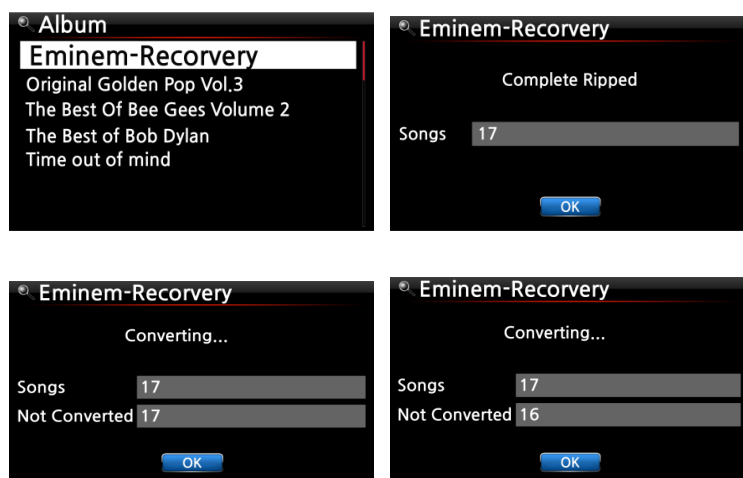 Album
Eminem-Recorvery
Original Golden Pop Vol.3
The Best Of Bee Gees Volume 2
The Best of Bob Dylan
Time out of mind
Eminem-Recorvery
Complete Ripped
Songs 17
OK
Eminem-Recorvery
Converting...
Songs 17
Not Converted 17
OK
Eminem-Recorvery
Converting...
Songs 17
Not Converted 16
OK